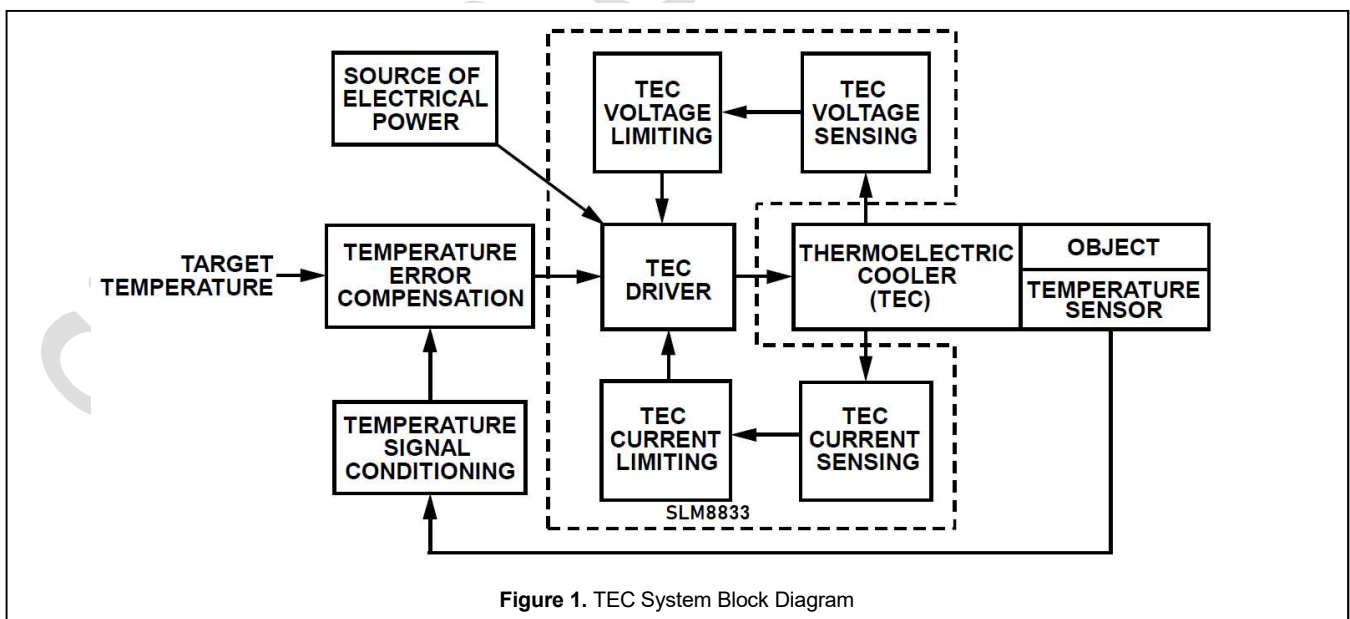 SOURCE OF
ELECTRICAL
POWER
TEC
VOLTAGE
LIMITING
TEC
VOLTAGE
SENSING
TARGET
TEMPERATURE
TEMPERATURE
ERROR
COMPENSATION
TEC
DRIVER
THERMOELECTRIC
COOLER
(TEC)
OBJECT
TEMPERATURE
SENSOR
TEMPERATURE
SIGNAL
CONDITIONING
TEC
CURRENT
LIMITING
TEC
CURRENT
SENSING
SLM8833
Figure 1. TEC System Block Diagram